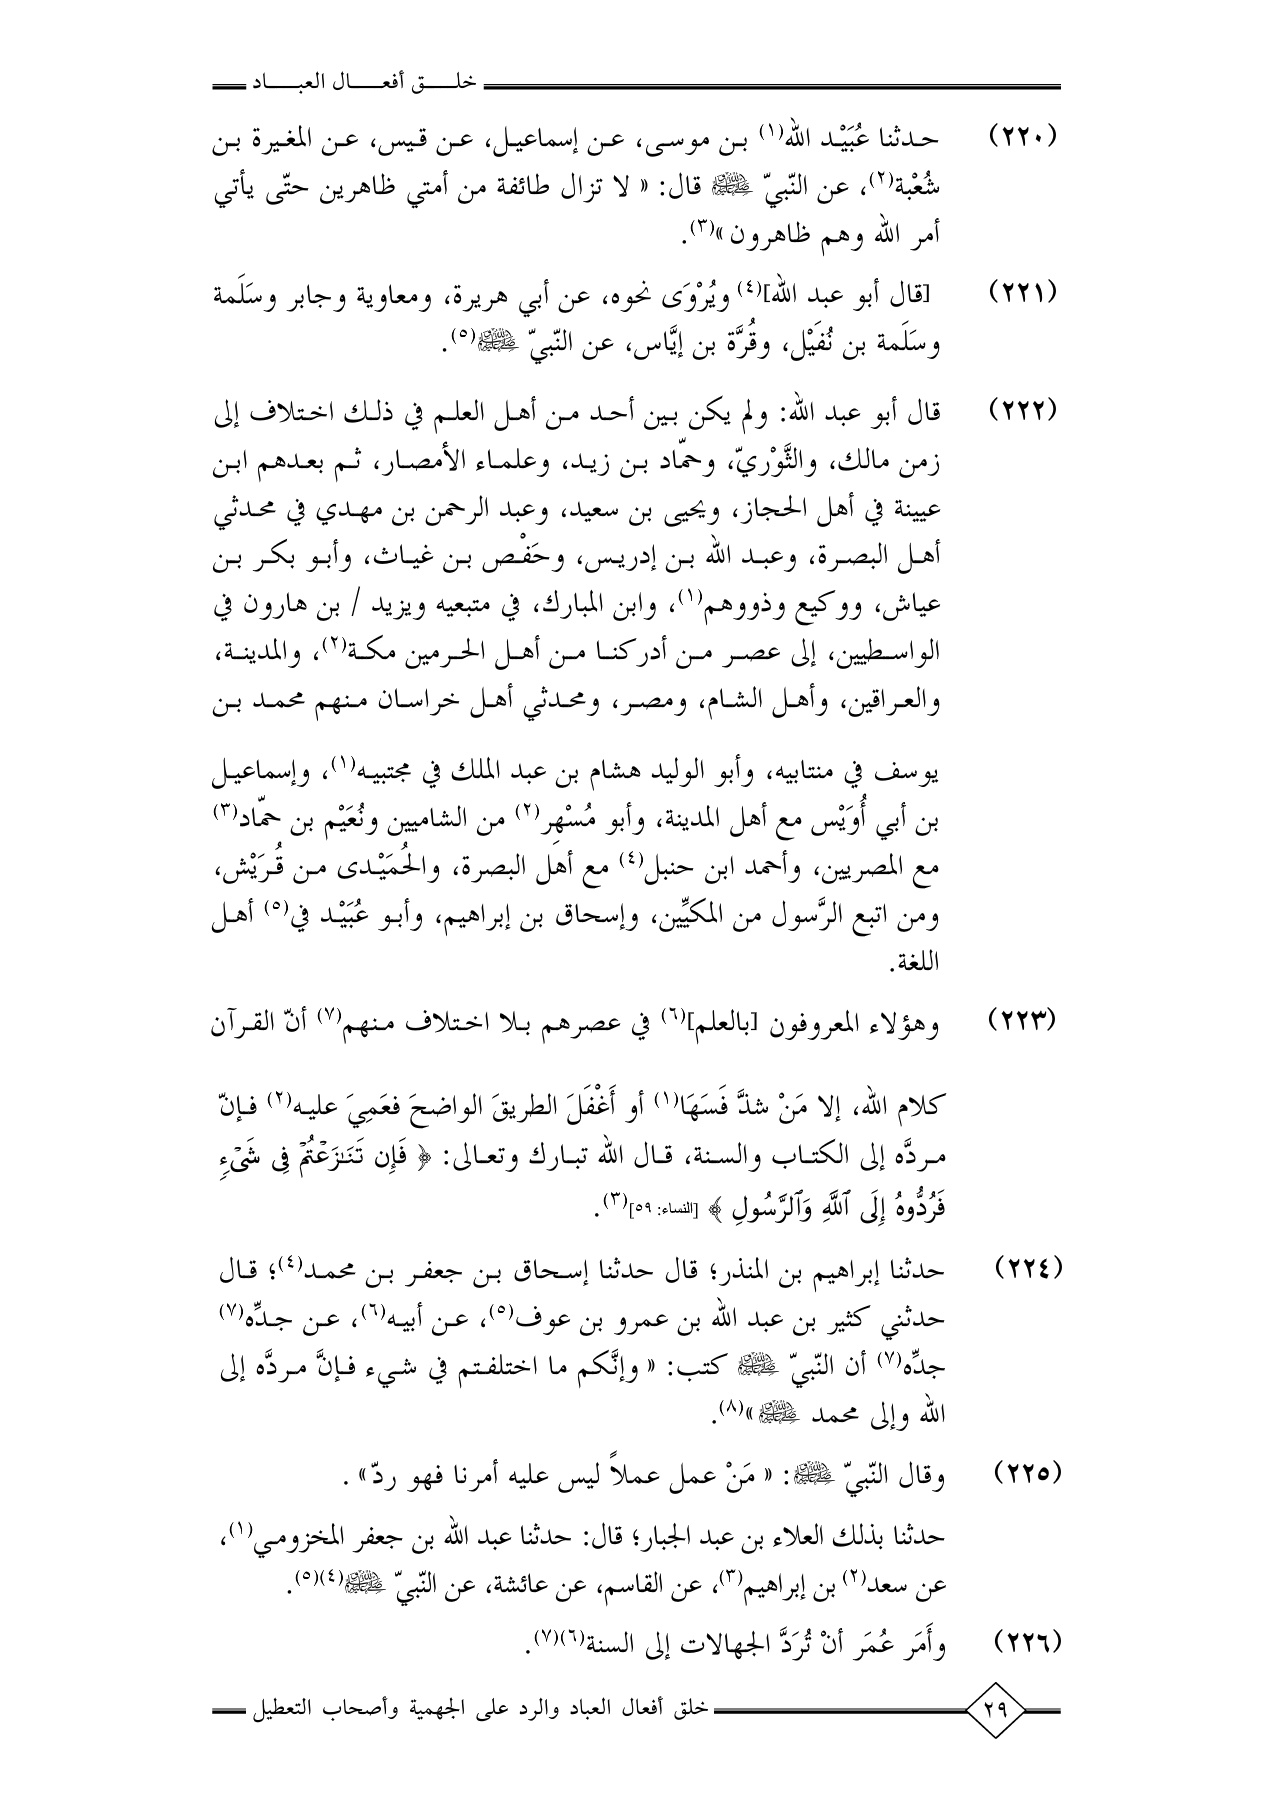 خلـــق أفعـــال العبـــاد
(٢٢٠) حدثنا عُبَيْد الله(١) بن موسى، عن إسماعيل، عن قيس، عن المغيرة بن
شُعْبة(٢)، عن النّبيّ ﷺ قال: « لا تزال طائفة من أمتي ظاهرين حتّى يأتي
أمر الله وهم ظاهرون »(٣).
(٢٢١) [قال أبو عبد الله](٤) ويُرْوَى نحوه، عن أبي هريرة، ومعاوية وجابر وسَلَمة
وسَلَمة بن نُفَيْل، وقُرَّة بن إيَّاس، عن النّبيّ ﷺ(٥).
(٢٢٢) قال أبو عبد الله: ولم يكن بين أحد من أهل العلم في ذلك اختلاف إلى
زمن مالك، والثَّوْريّ، وحمّاد بن زيد، وعلماء الأمصار، ثم بعدهم ابن
عيينة في أهل الحجاز، ويحيى بن سعيد، وعبد الرحمن بن مهدي في محدثي
أهل البصرة، وعبد الله بن إدريس، وحَفْص بن غياث، وأبو بكر بن
عياش، ووكيع وذووهم(١)، وابن المبارك، في متبعيه ويزيد / بن هارون في
الواسطيين، إلى عصر من أدركنا من أهل الحرمين مكة(٢)، والمدينة،
والعراقين، وأهل الشام، ومصر، ومحدثي أهل خراسان منهم محمد بن
يوسف في منتابيه، وأبو الوليد هشام بن عبد الملك في مجتبيه(١)، وإسماعيل
بن أبي أُوَيْس مع أهل المدينة، وأبو مُسْهِر(٢) من الشاميين ونُعَيْم بن حمّاد(٣)
مع المصريين، وأحمد ابن حنبل(٤) مع أهل البصرة، والحُمَيْدى من قُرَيْش،
ومن اتبع الرَّسول من المكيِّين، وإسحاق بن إبراهيم، وأبو عُبَيْد في(٥) أهل
اللغة.
(٢٢٣) وهؤلاء المعروفون [بالعلم](٦) في عصرهم بلا اختلاف منهم(٧) أنّ القرآن
كلام الله، إلا مَنْ شذَّ فَسَهَا(١) أو أَغْفَلَ الطريقَ الواضحَ فعَمِيَ عليه(٢) فإنّ
مردَّه إلى الكتاب والسنة، قال الله تبارك وتعالى: ﴿ فَإِن تَنَـٰزَعْتُمْ فِى شَىْءٍ
فَرُدُّوهُ إِلَى ٱللَّهِ وَٱلرَّسُولِ ﴾ [النساء: ٥٩](٣).
(٢٢٤) حدثنا إبراهيم بن المنذر؛ قال حدثنا إسحاق بن جعفر بن محمد(٤)؛ قال
حدثني كثير بن عبد الله بن عمرو بن عوف(٥)، عن أبيه(٦)، عن جدِّه(٧)
جدِّه(٧) أن النّبيّ ﷺ كتب: « وإنَّكم ما اختلفتم في شيء فإنَّ مردَّه إلى
الله وإلى محمد ﷺ »(٨).
(٢٢٥) وقال النّبيّ ﷺ: « مَنْ عمل عملاً ليس عليه أمرنا فهو ردّ» .
حدثنا بذلك العلاء بن عبد الجبار؛ قال: حدثنا عبد الله بن جعفر المخزومي(١)،
عن سعد(٢) بن إبراهيم(٣)، عن القاسم، عن عائشة، عن النّبيّ ﷺ(٤)(٥).
(٢٢٦) وأَمَر عُمَر أنْ تُرَدَّ الجهالات إلى السنة(٦)(٧).
خلق أفعال العباد والرد على الجهمية وأصحاب التعطيل ٢٩